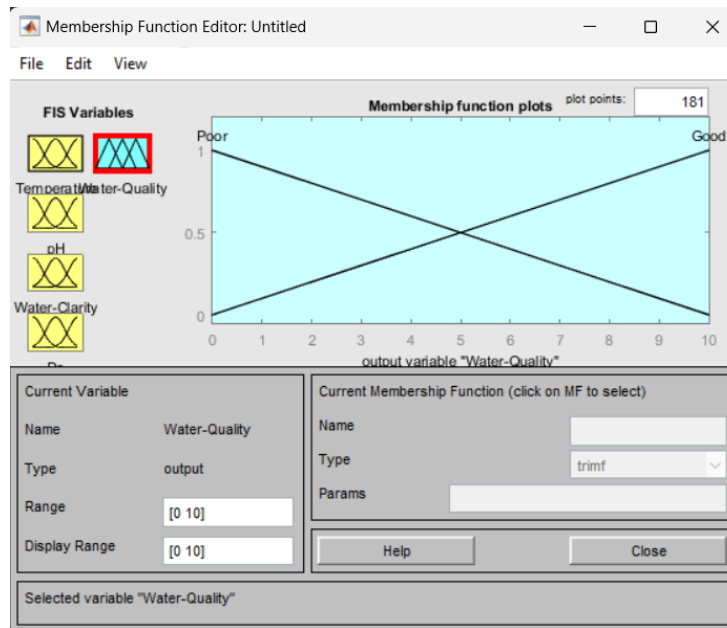 Membership Function Editor: Untitled
File Edit View
FIS Variables
Membership function plots
plot points:
181
Temperature
Water-Quality
pH
Water-Clarity
Poor
Good
1
0.5
0
0 1 2 3 4 5 6 7 8 9 10
output variable "Water-Quality"
Current Variable
Name Water-Quality
Type output
Range [0 10]
Display Range [0 10]
Current Membership Function (click on MF to select)
Name
Type trimf
Params
Help Close
Selected variable "Water-Quality"